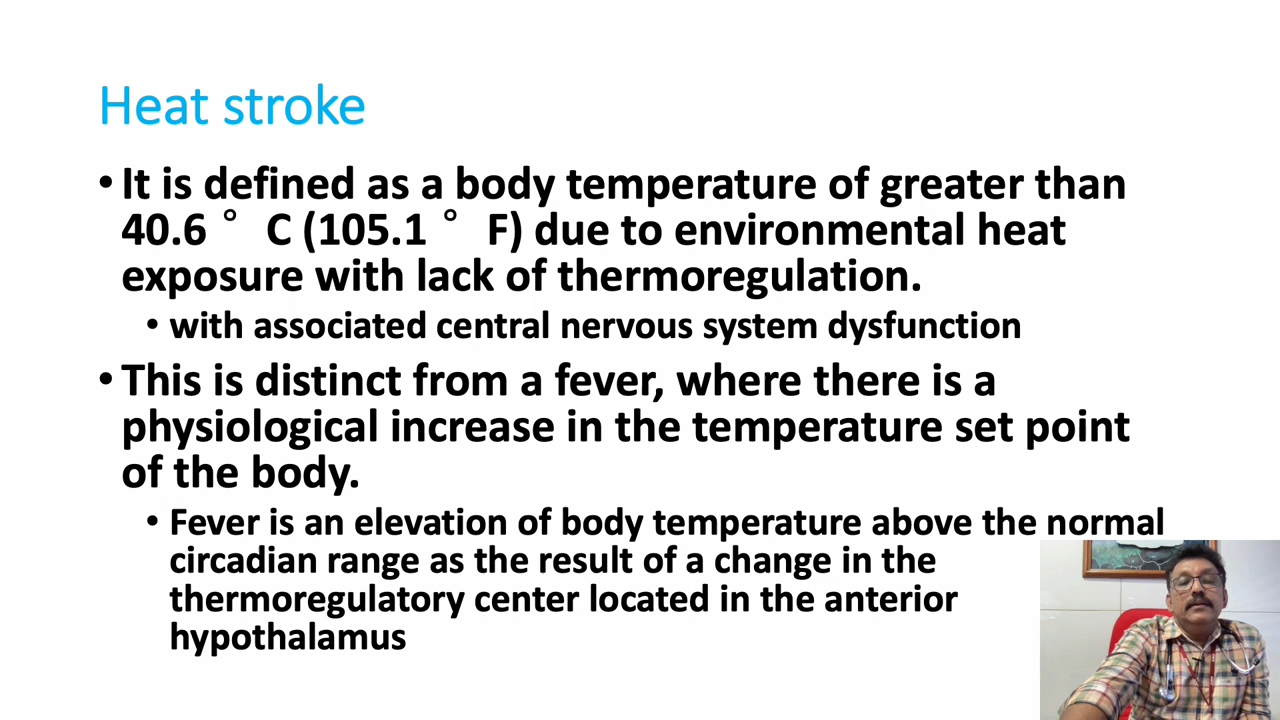 Heat stroke
• It is defined as a body temperature of greater than
40.6 ° C (105.1 ° F) due to environmental heat
exposure with lack of thermoregulation.
• with associated central nervous system dysfunction
• This is distinct from a fever, where there is a
physiological increase in the temperature set point
of the body.
• Fever is an elevation of body temperature above the normal
circadian range as the result of a change in the
thermoregulatory center located in the anterior
hypothalamus